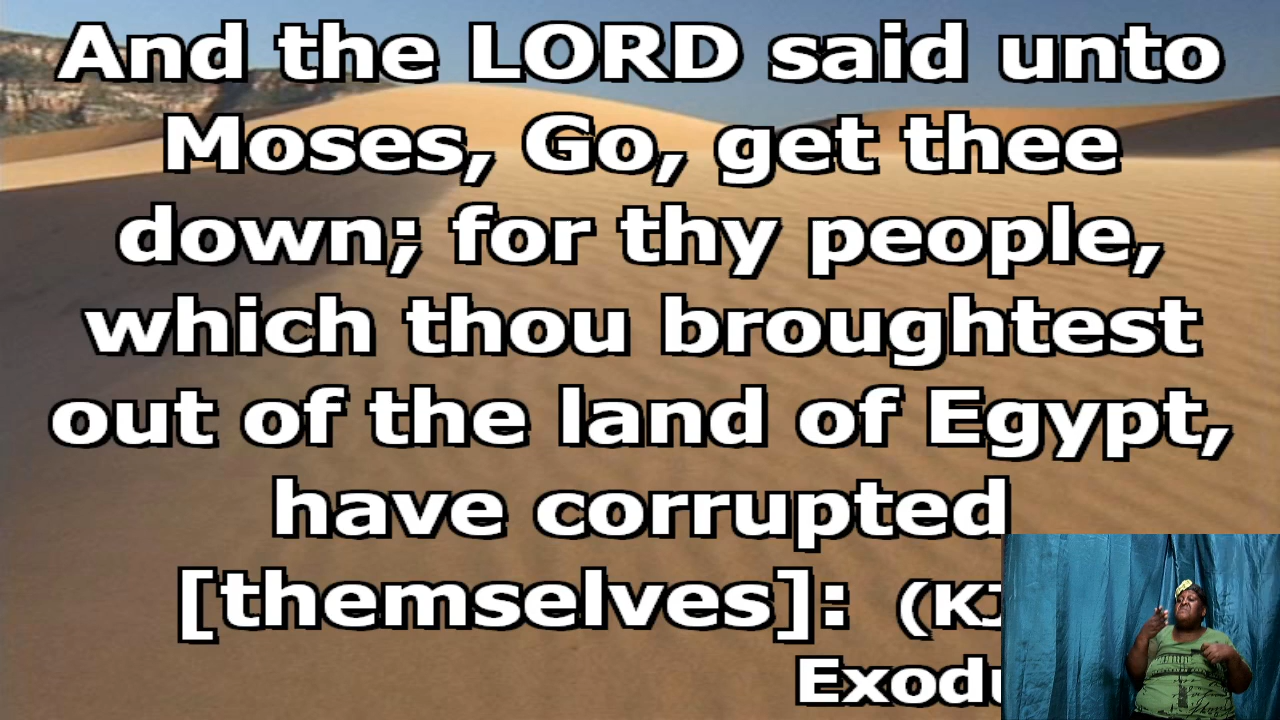 And the LORD said unto
Moses, Go, get thee
down; for thy people,
which thou broughtest
out of the land of Egypt,
have corrupted
[themselves]: